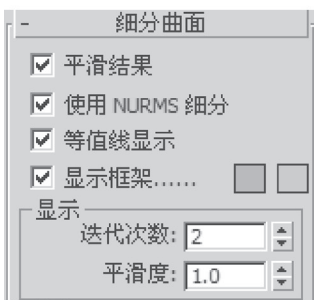 - 细分曲面
平滑结果
使用 NURMS 细分
等值线显示
显示框架......
显示
迭代次数: 2
平滑度: 1.0